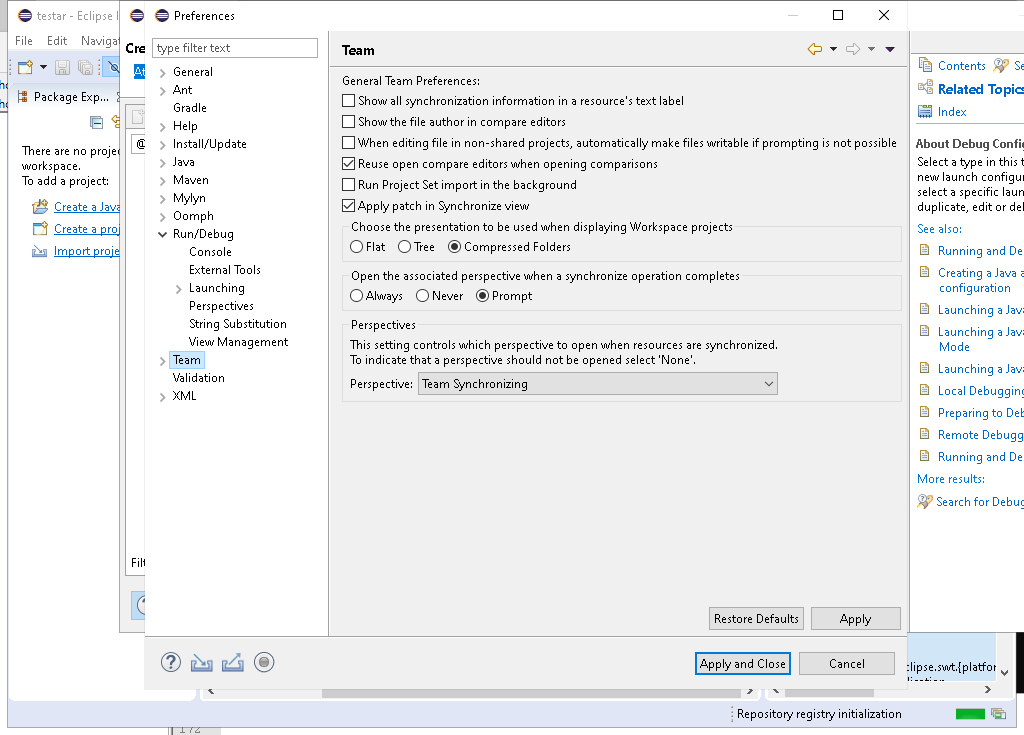 testar - Eclipse I
File Edit Navigat
Package Exp...
There are no proje
workspace.
To add a project:
Create a Java
Create a proj
Import proje
Cre
At
@
Filt
Preferences
type filter text
General
Ant
Gradle
Help
Install/Update
Java
Maven
Mylyn
Oomph
Run/Debug
Console
External Tools
Launching
Perspectives
String Substitution
View Management
Team
Validation
XML
Team
General Team Preferences:
Show all synchronization information in a resource's text label
Show the file author in compare editors
When editing file in non-shared projects, automatically make files writable if prompting is not possible
Reuse open compare editors when opening comparisons
Run Project Set import in the background
Apply patch in Synchronize view
Choose the presentation to be used when displaying Workspace projects
Flat Tree Compressed Folders
Open the associated perspective when a synchronize operation completes
Always Never Prompt
Perspectives
This setting controls which perspective to open when resources are synchronized.
To indicate that a perspective should not be opened select 'None'.
Perspective: Team Synchronizing
Restore Defaults Apply
Apply and Close Cancel
Contents Se
Related Topics
Index
About Debug Config
Select a type in this t
new launch configur
select a specific laun
duplicate, edit or del
See also:
Running and De
Creating a Java a
configuration
Launching a Java
Launching a Java
Mode
Launching a Java
Local Debugging
Preparing to Deb
Remote Debugg
Running and De
More results:
Search for Debug
clipse.swt.{platfor
Repository registry initialization
172